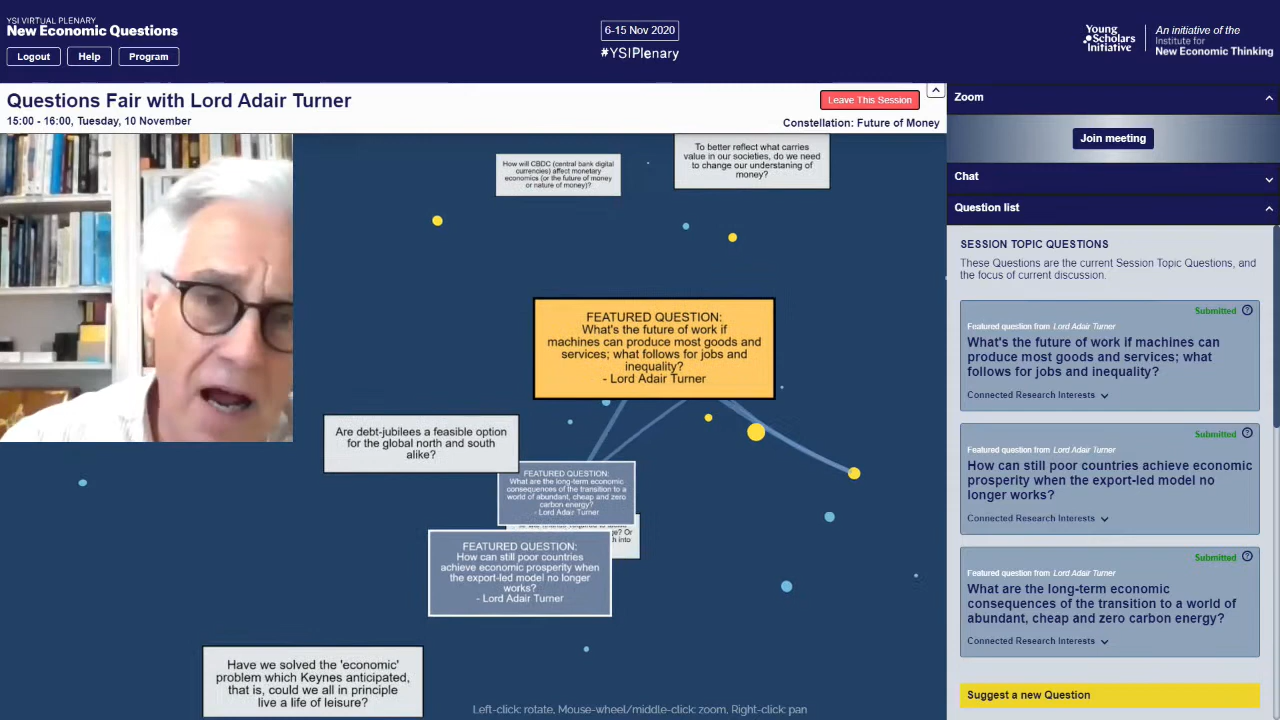 YSI VIRTUAL PLENARY
New Economic Questions
Logout
Help
Program
6-15 Nov 2020
#YSIPlenary
Young
Scholars
Initiative
An initiative of the
Institute for
New Economic Thinking
Questions Fair with Lord Adair Turner
15:00 - 16:00, Tuesday, 10 November
Leave This Session
Constellation: Future of Money
How will CBDC (central bank digital
currencies) affect monetary
economics (or the future of money
or nature of money)?
To better reflect what carries
value in our societies, do we need
to change our understaning of
money?
FEATURED QUESTION:
What's the future of work if
machines can produce most goods and
services; what follows for jobs and
inequality?
- Lord Adair Turner
Are debt-jubilees a feasible option
for the global north and south
alike?
FEATURED QUESTION:
What are the long-term economic
consequences of the transition to a
world of abundant, cheap and zero
carbon energy?
- Lord Adair Turner
ge? Or
h into
FEATURED QUESTION:
How can still poor countries
achieve economic prosperity when
the export-led model no longer
works?
- Lord Adair Turner
Have we solved the 'economic'
problem which Keynes anticipated,
that is, could we all in principle
live a life of leisure?
Left-click: rotate, Mouse-wheel/middle-click: zoom, Right-click: pan
Zoom
Join meeting
Chat
Question list
SESSION TOPIC QUESTIONS
These Questions are the current Session Topic Questions, and
the focus of current discussion.
Submitted
Featured question from Lord Adair Turner
What's the future of work if machines can
produce most goods and services; what
follows for jobs and inequality?
Connected Research Interests
Submitted
Featured question from Lord Adair Turner
How can still poor countries achieve economic
prosperity when the export-led model no
longer works?
Connected Research Interests
Submitted
Featured question from Lord Adair Turner
What are the long-term economic
consequences of the transition to a world of
abundant, cheap and zero carbon energy?
Connected Research Interests
Suggest a new Question